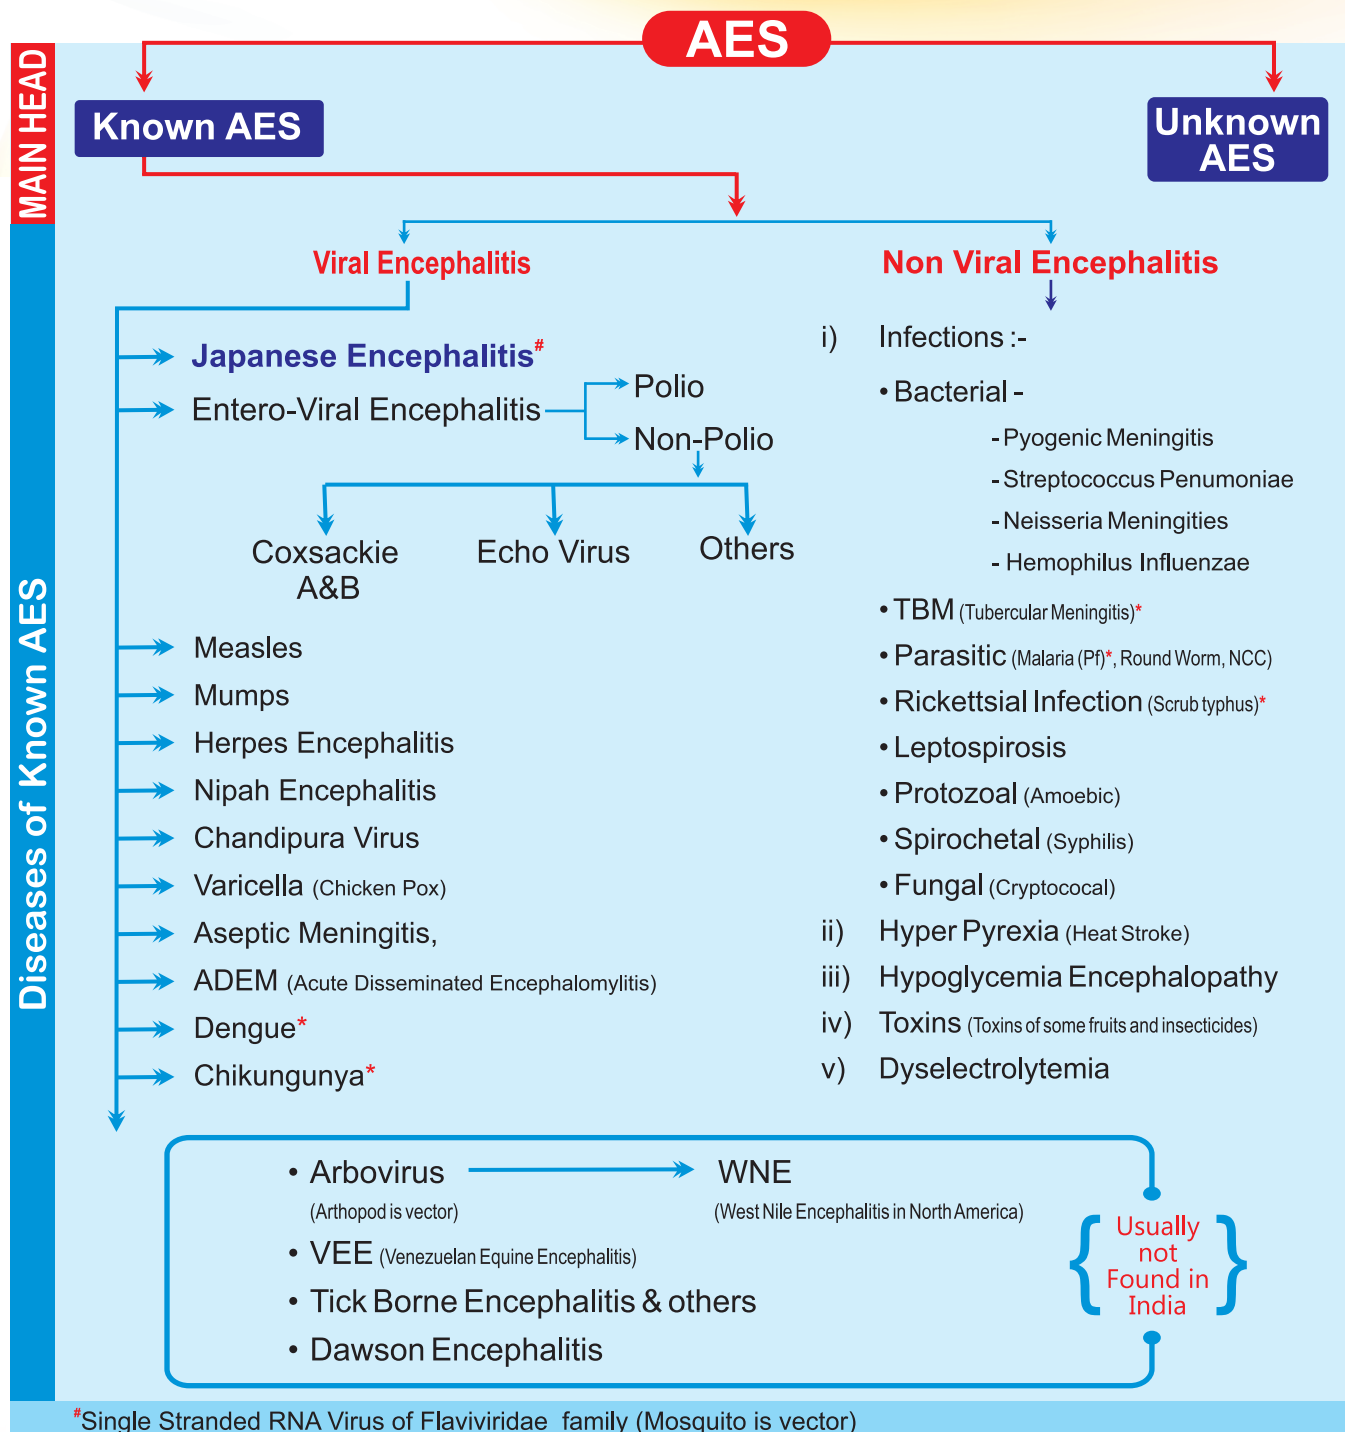 AES
MAIN HEAD
Known AES
Unknown
AES
Viral Encephalitis
Non Viral Encephalitis
Diseases of Known AES
Japanese Encephalitis#
Entero-Viral Encephalitis
Polio
Non-Polio
Coxsackie
A&B
Echo Virus
Others
Measles
Mumps
Herpes Encephalitis
Nipah Encephalitis
Chandipura Virus
Varicella (Chicken Pox)
Aseptic Meningitis,
ADEM (Acute Disseminated Encephalomylitis)
Dengue*
Chikungunya*
i) Infections :-
• Bacterial -
- Pyogenic Meningitis
- Streptococcus Penumoniae
- Neisseria Meningities
- Hemophilus Influenzae
• TBM (Tubercular Meningitis)*
• Parasitic (Malaria (Pf)*, Round Worm, NCC)
• Rickettsial Infection (Scrub typhus)*
• Leptospirosis
• Protozoal (Amoebic)
• Spirochetal (Syphilis)
• Fungal (Cryptococal)
ii) Hyper Pyrexia (Heat Stroke)
iii) Hypoglycemia Encephalopathy
iv) Toxins (Toxins of some fruits and insecticides)
v) Dyselectrolytemia
• Arbovirus
(Arthopod is vector)
WNE
(West Nile Encephalitis in North America)
• VEE (Venezuelan Equine Encephalitis)
• Tick Borne Encephalitis & others
• Dawson Encephalitis
{ Usually
not
Found in
India }
#Single Stranded RNA Virus of Flaviviridae family (Mosquito is vector)